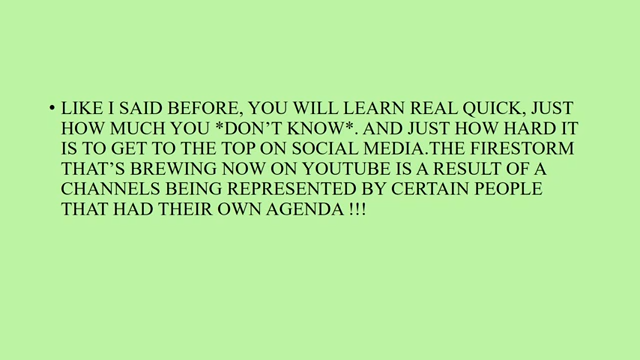 • LIKE I SAID BEFORE, YOU WILL LEARN REAL QUICK, JUST
HOW MUCH YOU *DON’T KNOW*. AND JUST HOW HARD IT
IS TO GET TO THE TOP ON SOCIAL MEDIA.THE FIRESTORM
THAT’S BREWING NOW ON YOUTUBE IS A RESULT OF A
CHANNELS BEING REPRESENTED BY CERTAIN PEOPLE
THAT HAD THEIR OWN AGENDA !!!